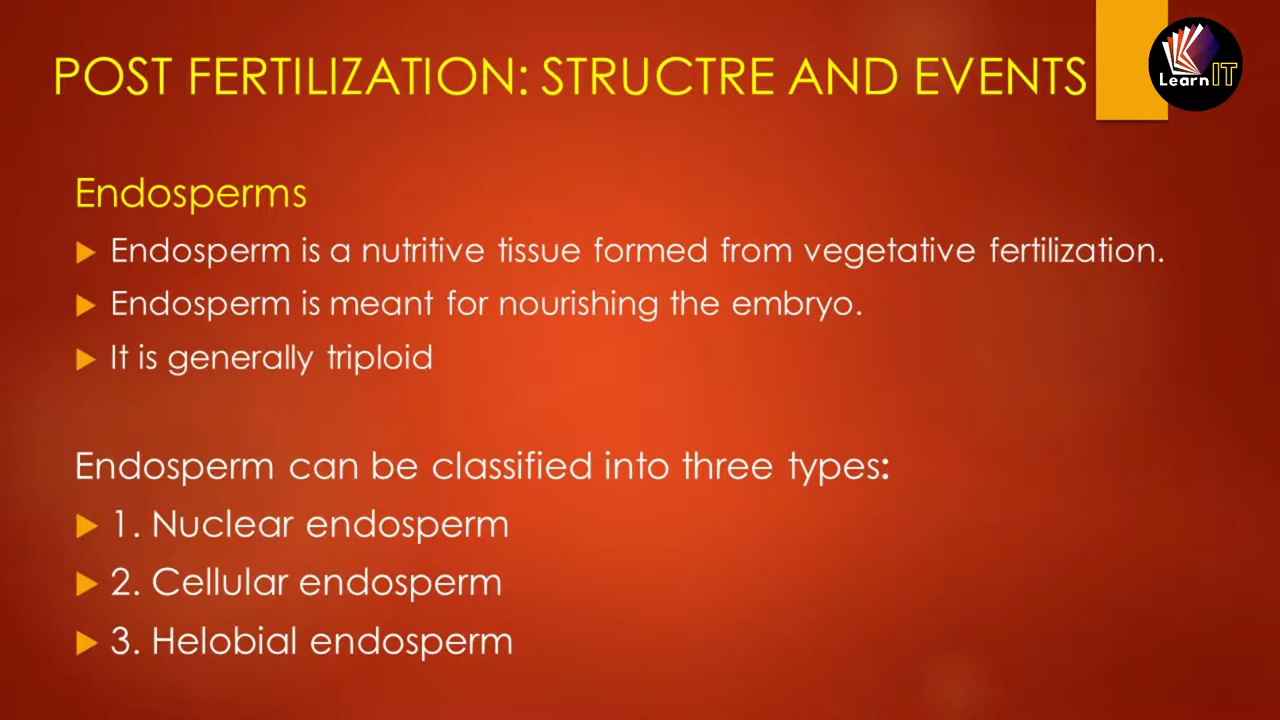 POST FERTILIZATION: STRUCTRE AND EVENTS
LearnIT
Endosperms
Endosperm is a nutritive tissue formed from vegetative fertilization.
Endosperm is meant for nourishing the embryo.
It is generally triploid
Endosperm can be classified into three types:
1. Nuclear endosperm
2. Cellular endosperm
3. Helobial endosperm